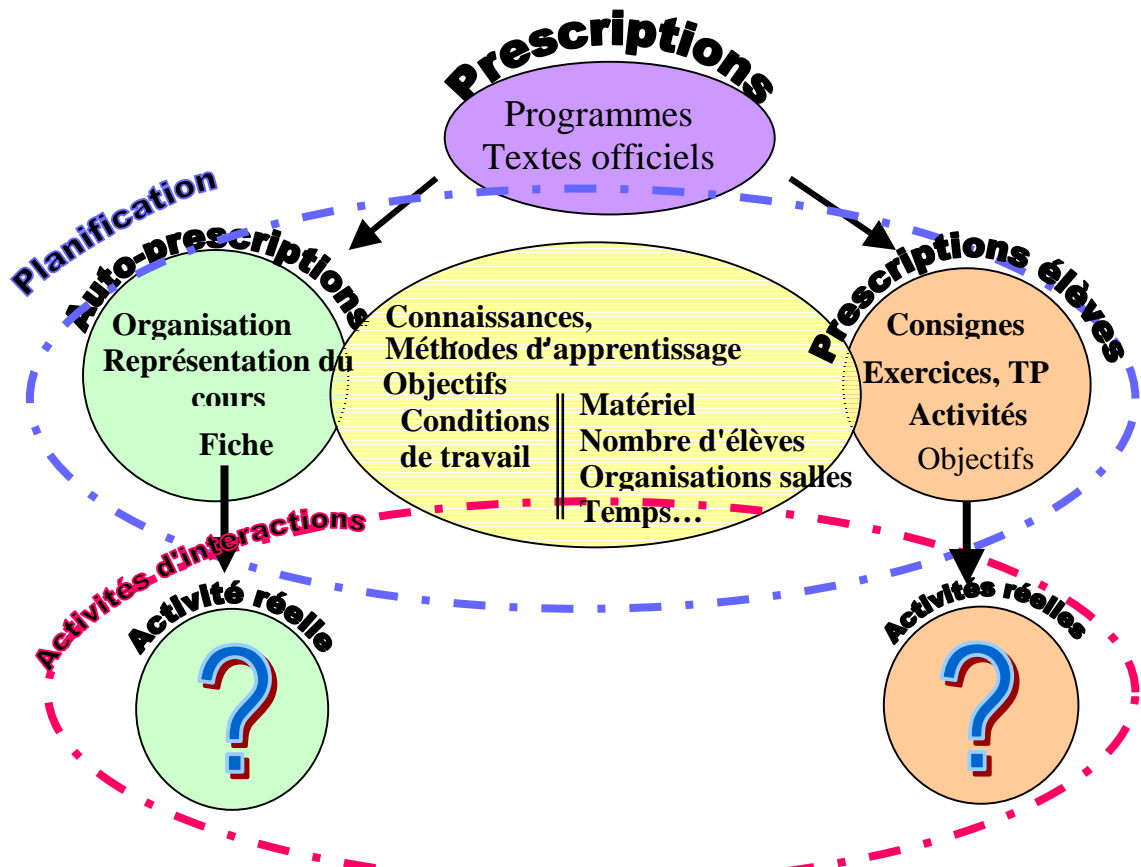 Prescriptions
Programmes
Textes officiels
Planification
Auto-prescriptions
Organisation
Représentation du
cours
Fiche
Connaissances,
Méthodes d'apprentissage
Objectifs
Conditions
de travail
Matériel
Nombre d'élèves
Organisations salles
Temps...
Prescriptions élèves
Consignes
Exercices, TP
Activités
Objectifs
Activités d'interactions
Activité réelle
?
Activités réelles
?